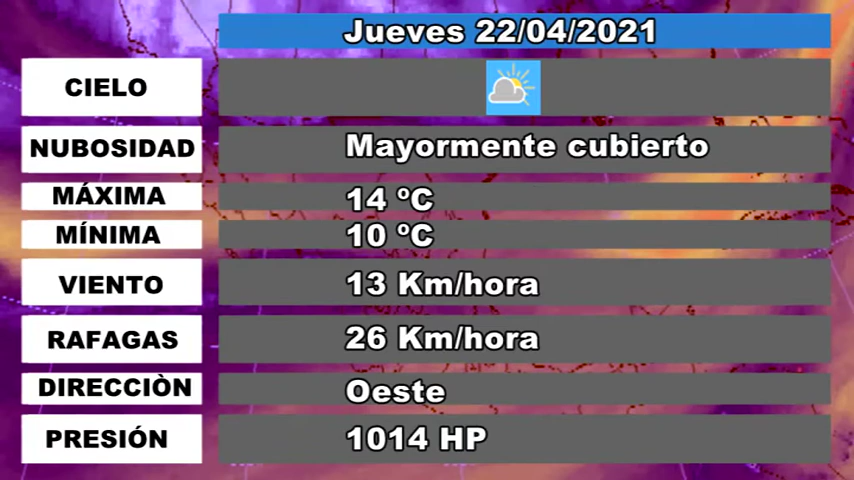 Jueves 22/04/2021
CIELO
NUBOSIDAD Mayormente cubierto
MÁXIMA 14 ºC
MÍNIMA 10 ºC
VIENTO 13 Km/hora
RAFAGAS 26 Km/hora
DIRECCIÒN Oeste
PRESIÓN 1014 HP